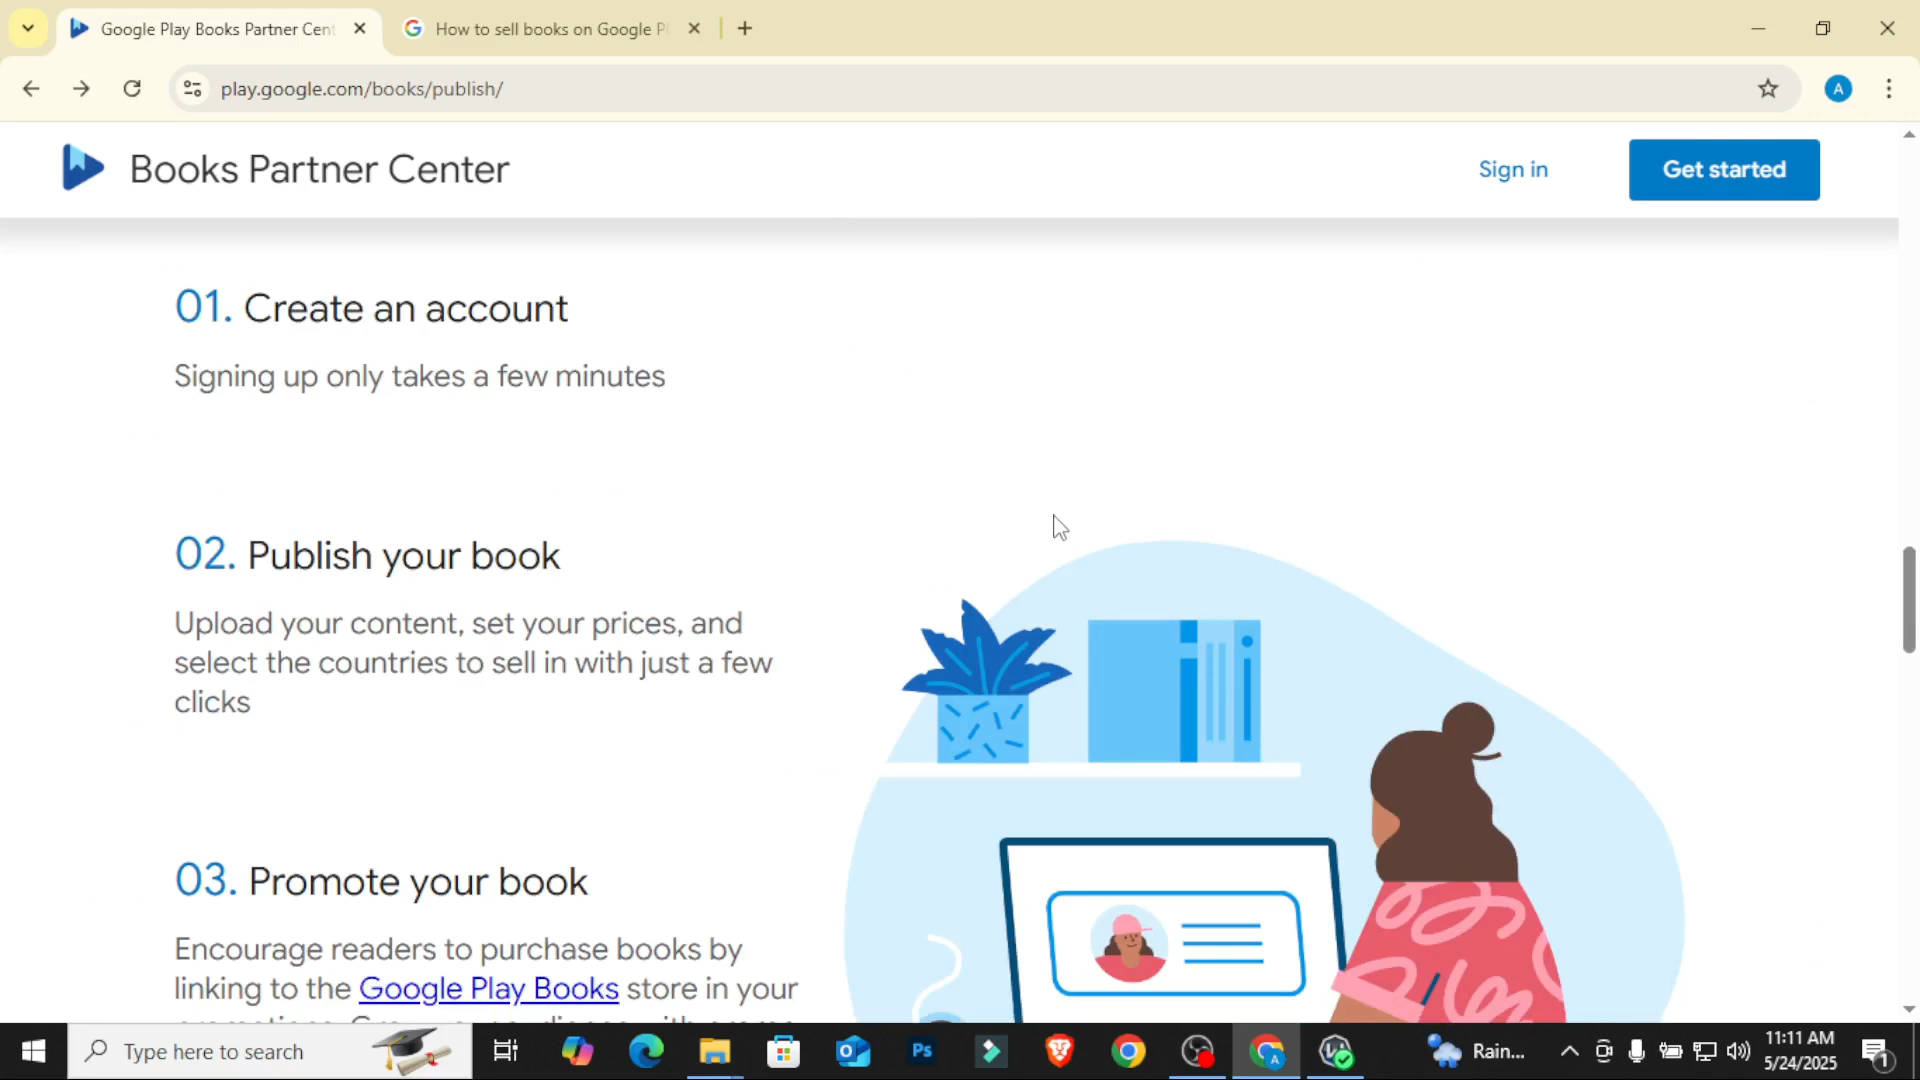 Google Play Books Partner Cent
How to sell books on Google Pl
play.google.com/books/publish/
A
Books Partner Center
Sign in
Get started
01. Create an account
Signing up only takes a few minutes
02. Publish your book
Upload your content, set your prices, and
select the countries to sell in with just a few
clicks
03. Promote your book
Encourage readers to purchase books by
linking to the Google Play Books store in your
Type here to search
Ps
A
Rain...
11:11 AM
5/24/2025
1